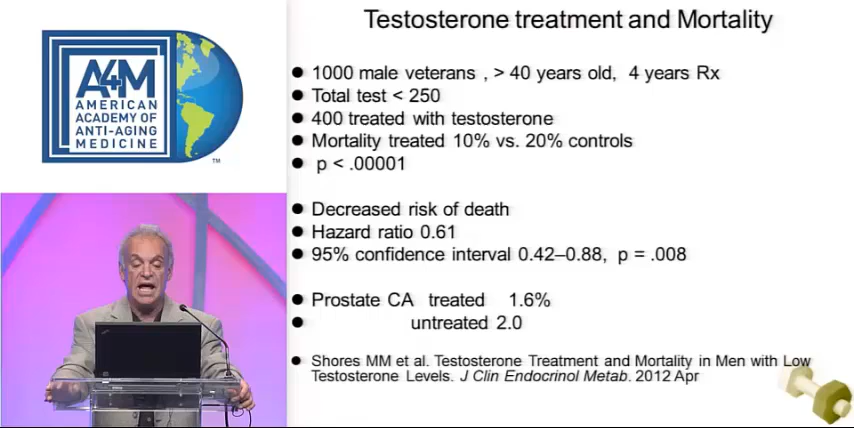 A4M
AMERICAN
ACADEMY OF
ANTI-AGING
MEDICINE
TM
Testosterone treatment and Mortality
1000 male veterans , > 40 years old, 4 years Rx
Total test < 250
400 treated with testosterone
Mortality treated 10% vs. 20% controls
p < .00001
Decreased risk of death
Hazard ratio 0.61
95% confidence interval 0.42–0.88, p = .008
Prostate CA treated 1.6%
untreated 2.0
Shores MM et al. Testosterone Treatment and Mortality in Men with Low
Testosterone Levels. J Clin Endocrinol Metab. 2012 Apr